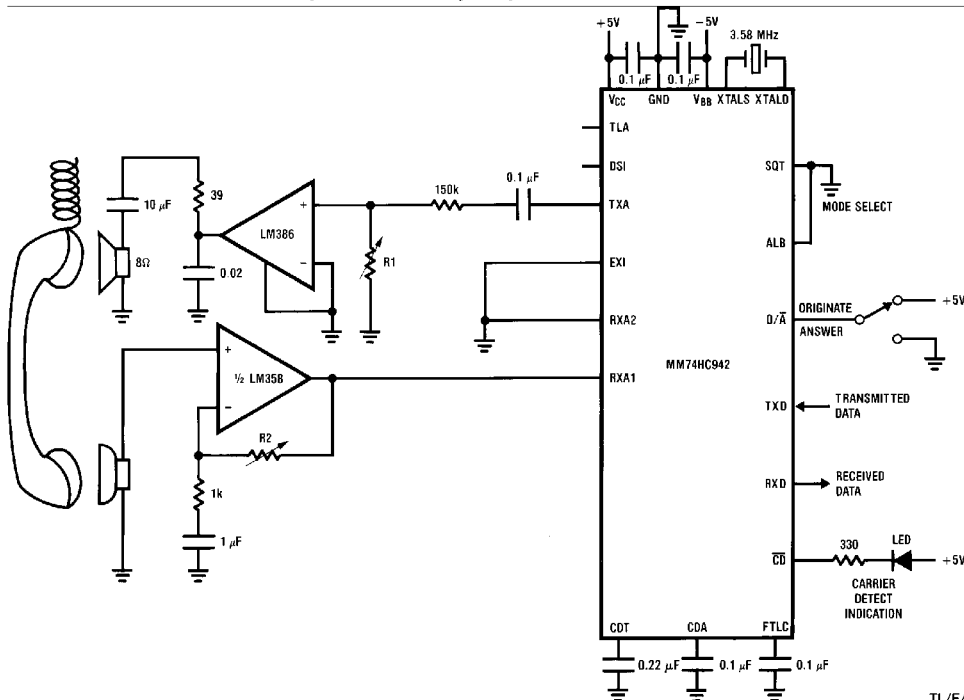 +5V
-5V
3.58 MHz
0.1 µF
0.1 µF
VCC
GND
VBB
XTALS
XTALD
TLA
DSI
SQT
MODE SELECT
39
10 µF
0.1 µF
150k
TXA
LM386
+
-
8Ω
0.02
R1
ALB
EXI
ORIGINATE
ANSWER
O/A̅
+5V
RXA2
MM74HC942
+
½ LM358
-
RXA1
TXD
TRANSMITTED
DATA
R2
RXD
RECEIVED
DATA
1k
1 µF
C̅D̅
330
LED
+5V
CARRIER
DETECT
INDICATION
CDT
CDA
FTLC
0.22 µF
0.1 µF
0.1 µF